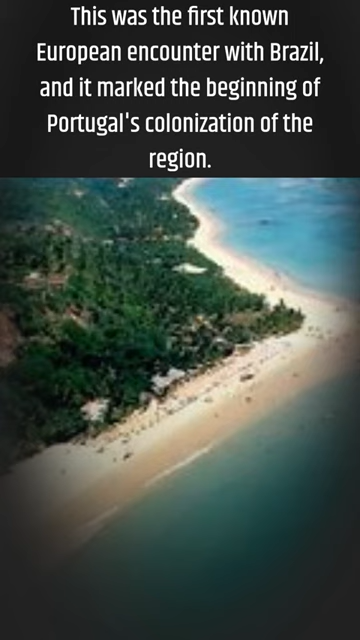 This was the first known
European encounter with Brazil,
and it marked the beginning of
Portugal's colonization of the
region.